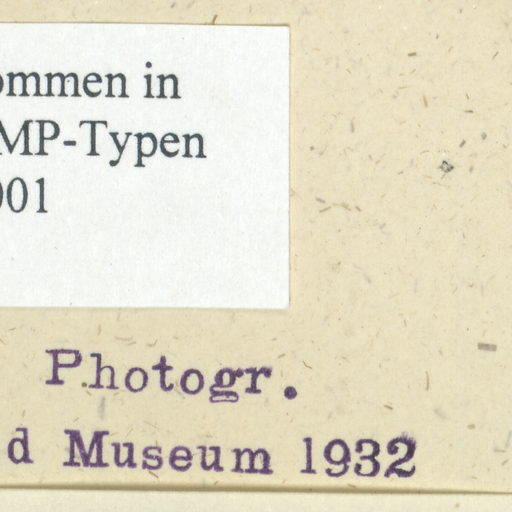 ommen in
MP-Typen
001
Photogr.
d Museum 1932